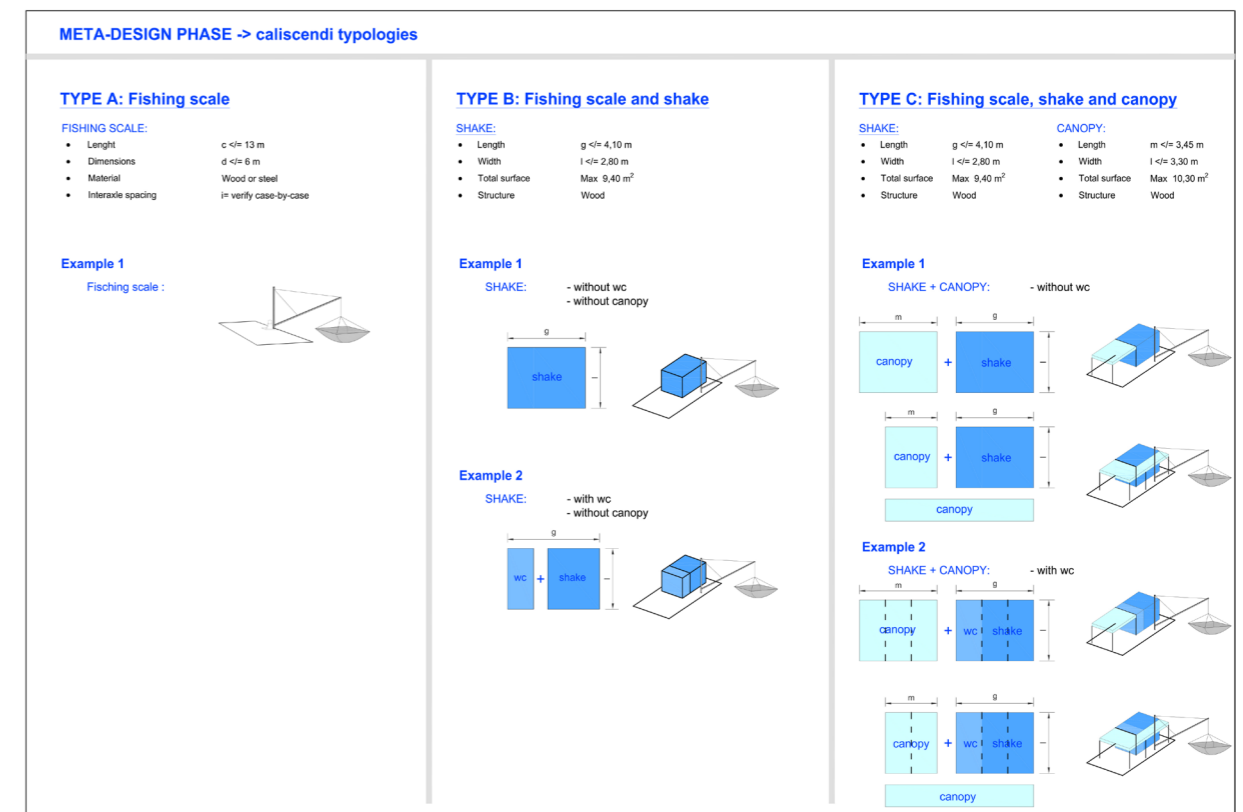 META-DESIGN PHASE -> caliscendi typologies
TYPE A: Fishing scale
FISHING SCALE:
• Lenght c </= 13 m
• Dimensions d </= 6 m
• Material Wood or steel
• Interaxle spacing i= verify case-by-case
Example 1
Fisching scale :
TYPE B: Fishing scale and shake
SHAKE:
• Length g </= 4,10 m
• Width l </= 2,80 m
• Total surface Max 9,40 m²
• Structure Wood
Example 1
SHAKE: - without wc
- without canopy
g
shake l
Example 2
SHAKE: - with wc
- without canopy
g
wc + shake l
TYPE C: Fishing scale, shake and canopy
SHAKE:
• Length g </= 4,10 m
• Width l </= 2,80 m
• Total surface Max 9,40 m²
• Structure Wood
CANOPY:
• Length m </= 3,45 m
• Width l </= 3,30 m
• Total surface Max 10,30 m²
• Structure Wood
Example 1
SHAKE + CANOPY: - without wc
m g
canopy + shake l
m g
canopy + shake l
canopy
Example 2
SHAKE + CANOPY: - with wc
m g
canopy + wc shake l
m g
canopy + wc shake l
canopy